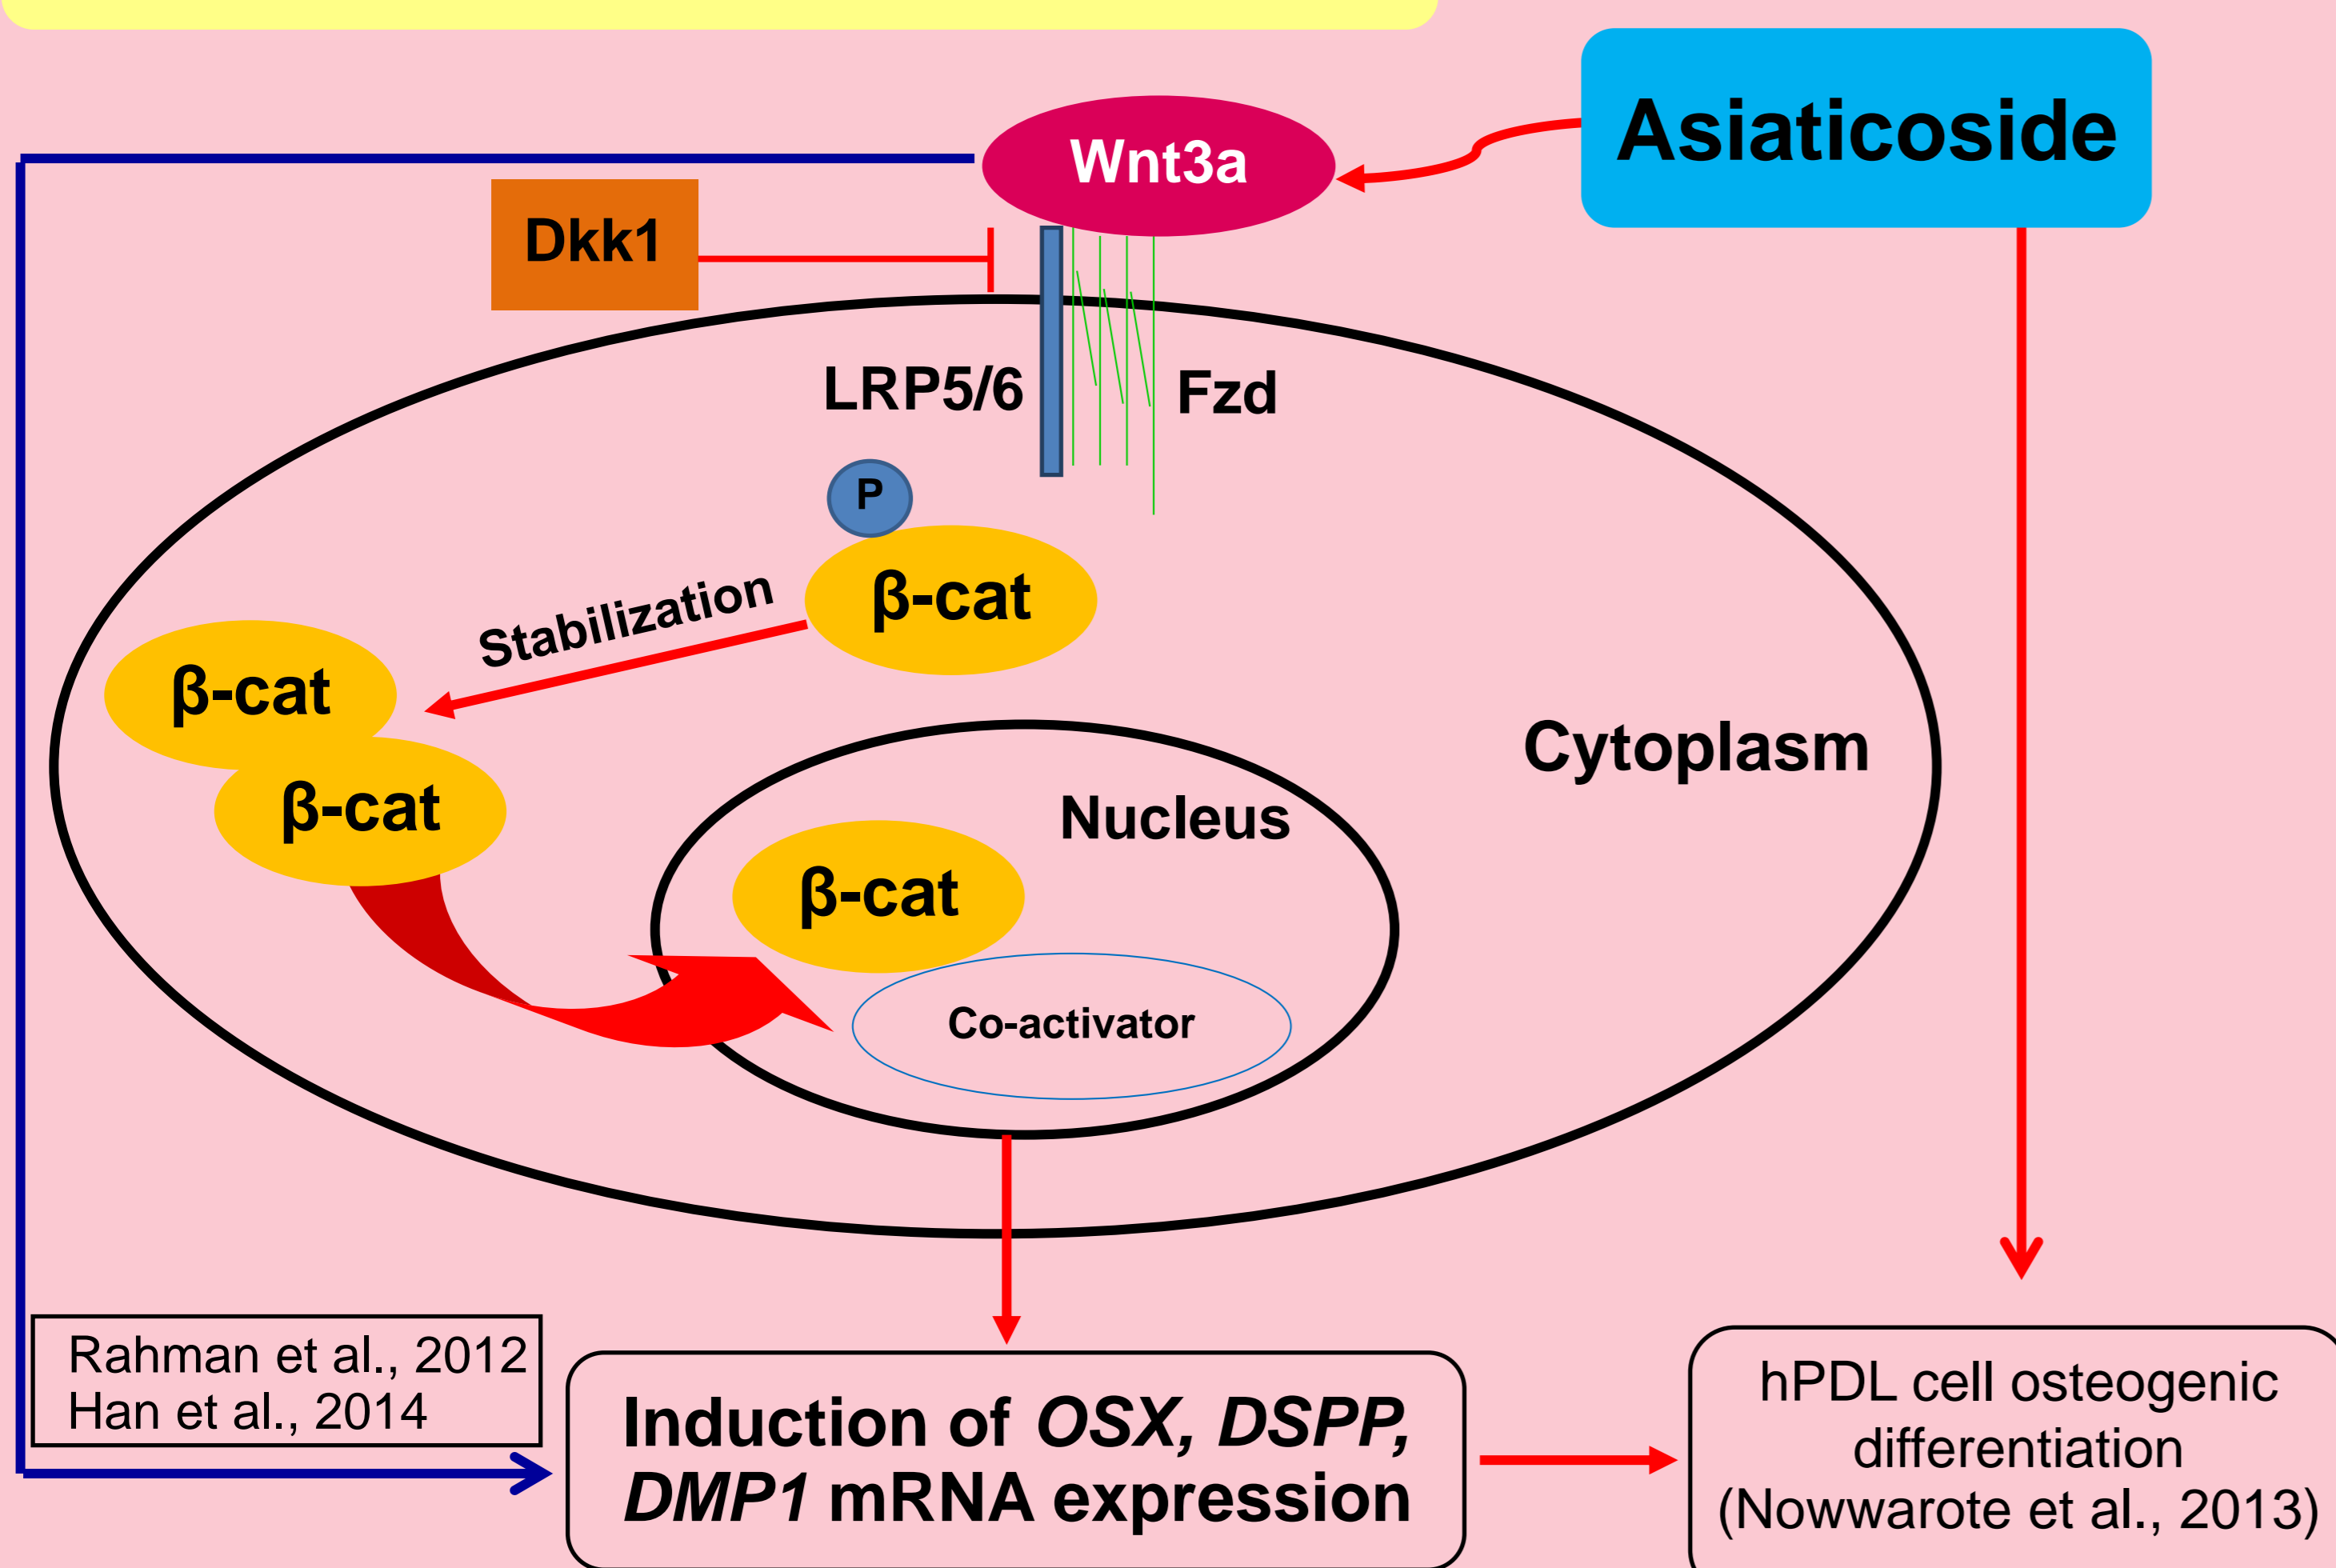 Asiaticoside
Wnt3a
Dkk1
LRP5/6
Fzd
P
β-cat
Stabilization
β-cat
β-cat
Cytoplasm
Nucleus
β-cat
Co-activator
Rahman et al., 2012
Han et al., 2014
Induction of OSX, DSPP,
DMP1 mRNA expression
hPDL cell osteogenic
differentiation
(Nowwarote et al., 2013)